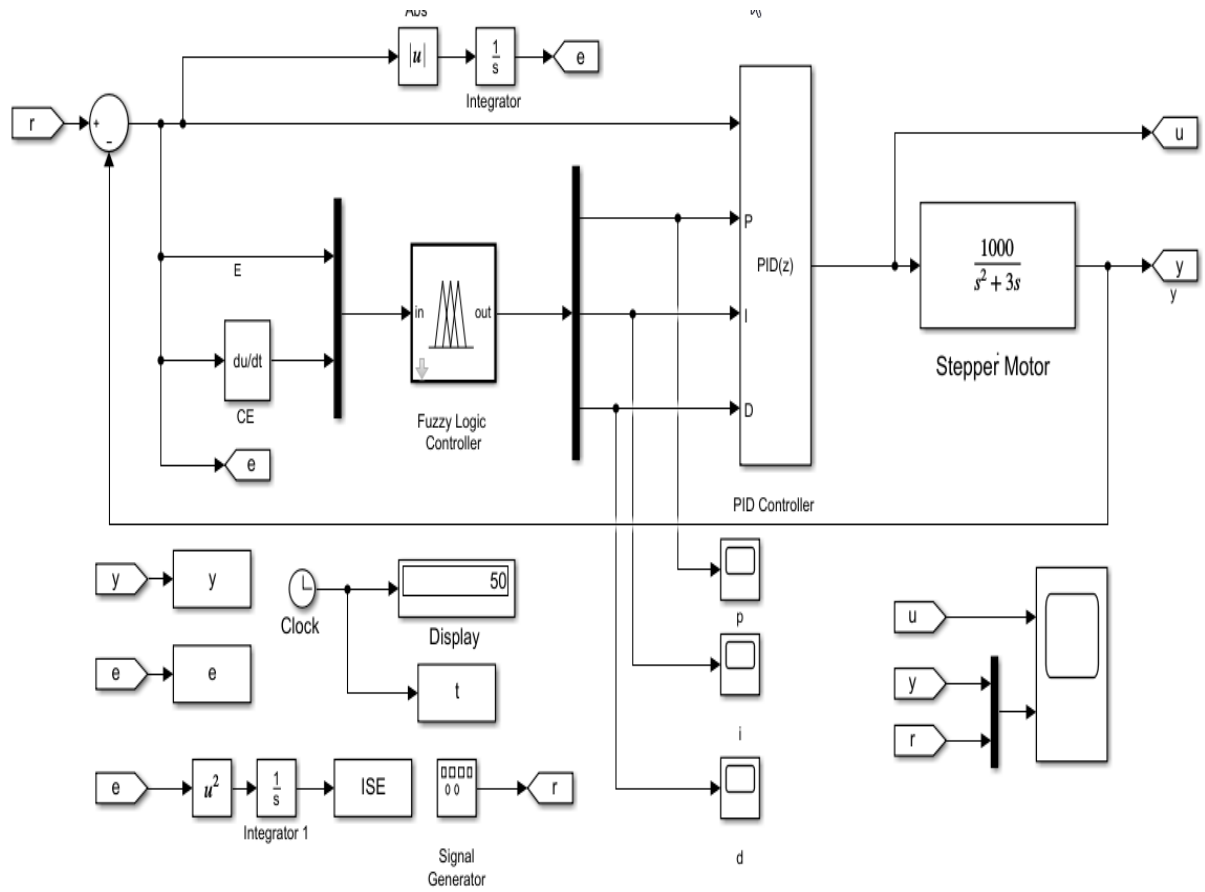 Abs
|u|
1
s
e
Integrator
r
+
-
u
P
PID(z)
I
D
1000
s² + 3s
y
y
Stepper Motor
E
in
out
du/dt
CE
Fuzzy Logic
Controller
e
PID Controller
y
y
Clock
50
Display
p
u
e
e
t
y
i
r
e
u²
1
s
ISE
r
Integrator 1
Signal
Generator
d